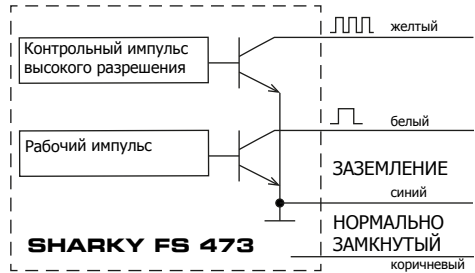 желтый
Контрольный импульс
высокого разрешения
белый
Рабочий импульс
ЗАЗЕМЛЕНИЕ
синий
НОРМАЛЬНО
ЗАМКНУТЫЙ
SHARKY FS 473
коричневый